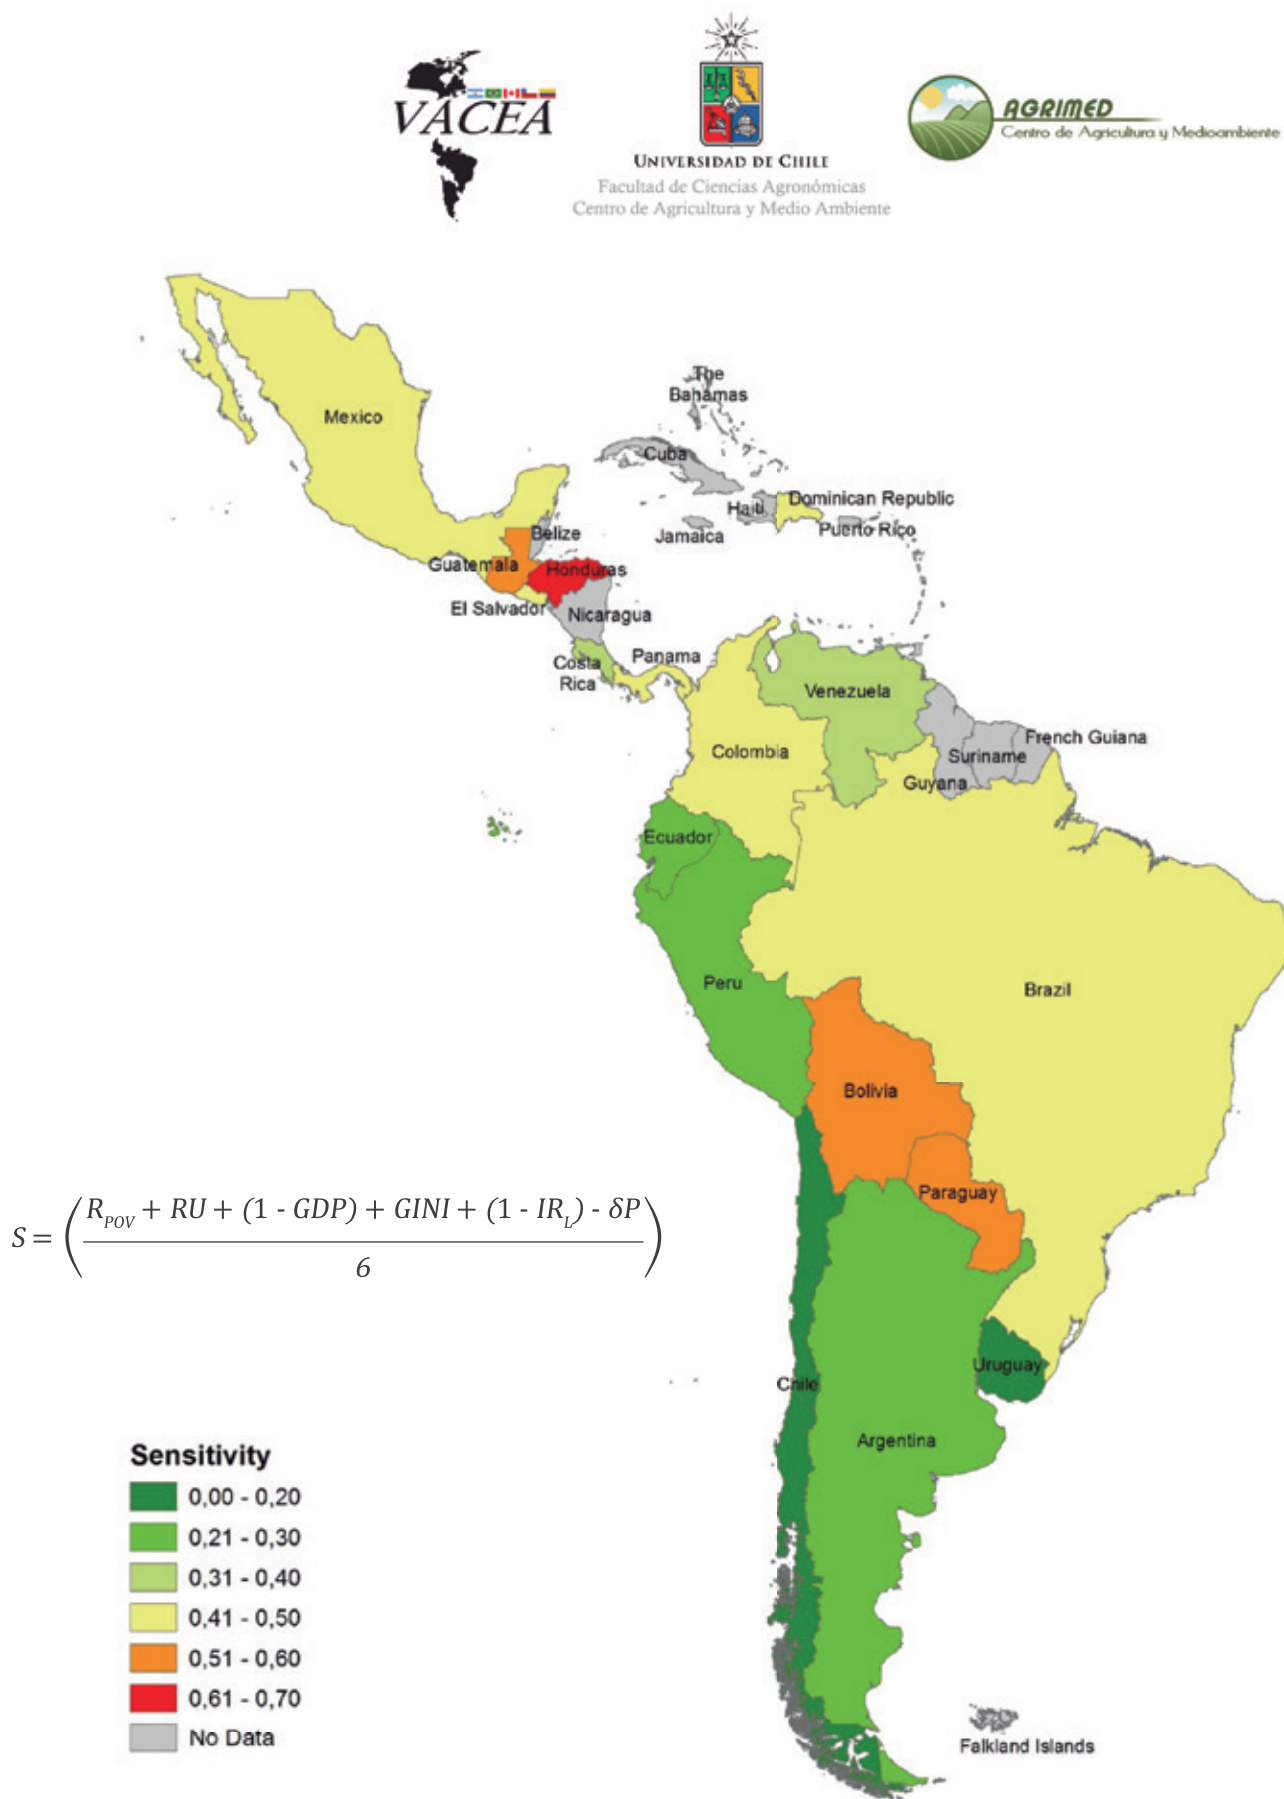 VACEA
UNIVERSIDAD DE CHILE
Facultad de Ciencias Agronómicas
Centro de Agricultura y Medio Ambiente
AGRIMED
Centro de Agricultura y Medioambiente
Mexico
The
Bahamas
Cuba
Haiti
Dominican Republic
Jamaica
Puerto Rico
Belize
Guatemala
Honduras
El Salvador
Nicaragua
Costa
Rica
Panama
Venezuela
Colombia
French Guiana
Suriname
Guyana
Ecuador
Peru
Brazil
Bolivia
Paraguay
S = ( (R_POV + RU + (1 - GDP) + GINI + (1 - IR_L) - δP) / 6 )
Uruguay
Chile
Argentina
Sensitivity
0,00 - 0,20
0,21 - 0,30
0,31 - 0,40
0,41 - 0,50
0,51 - 0,60
0,61 - 0,70
No Data
Falkland Islands